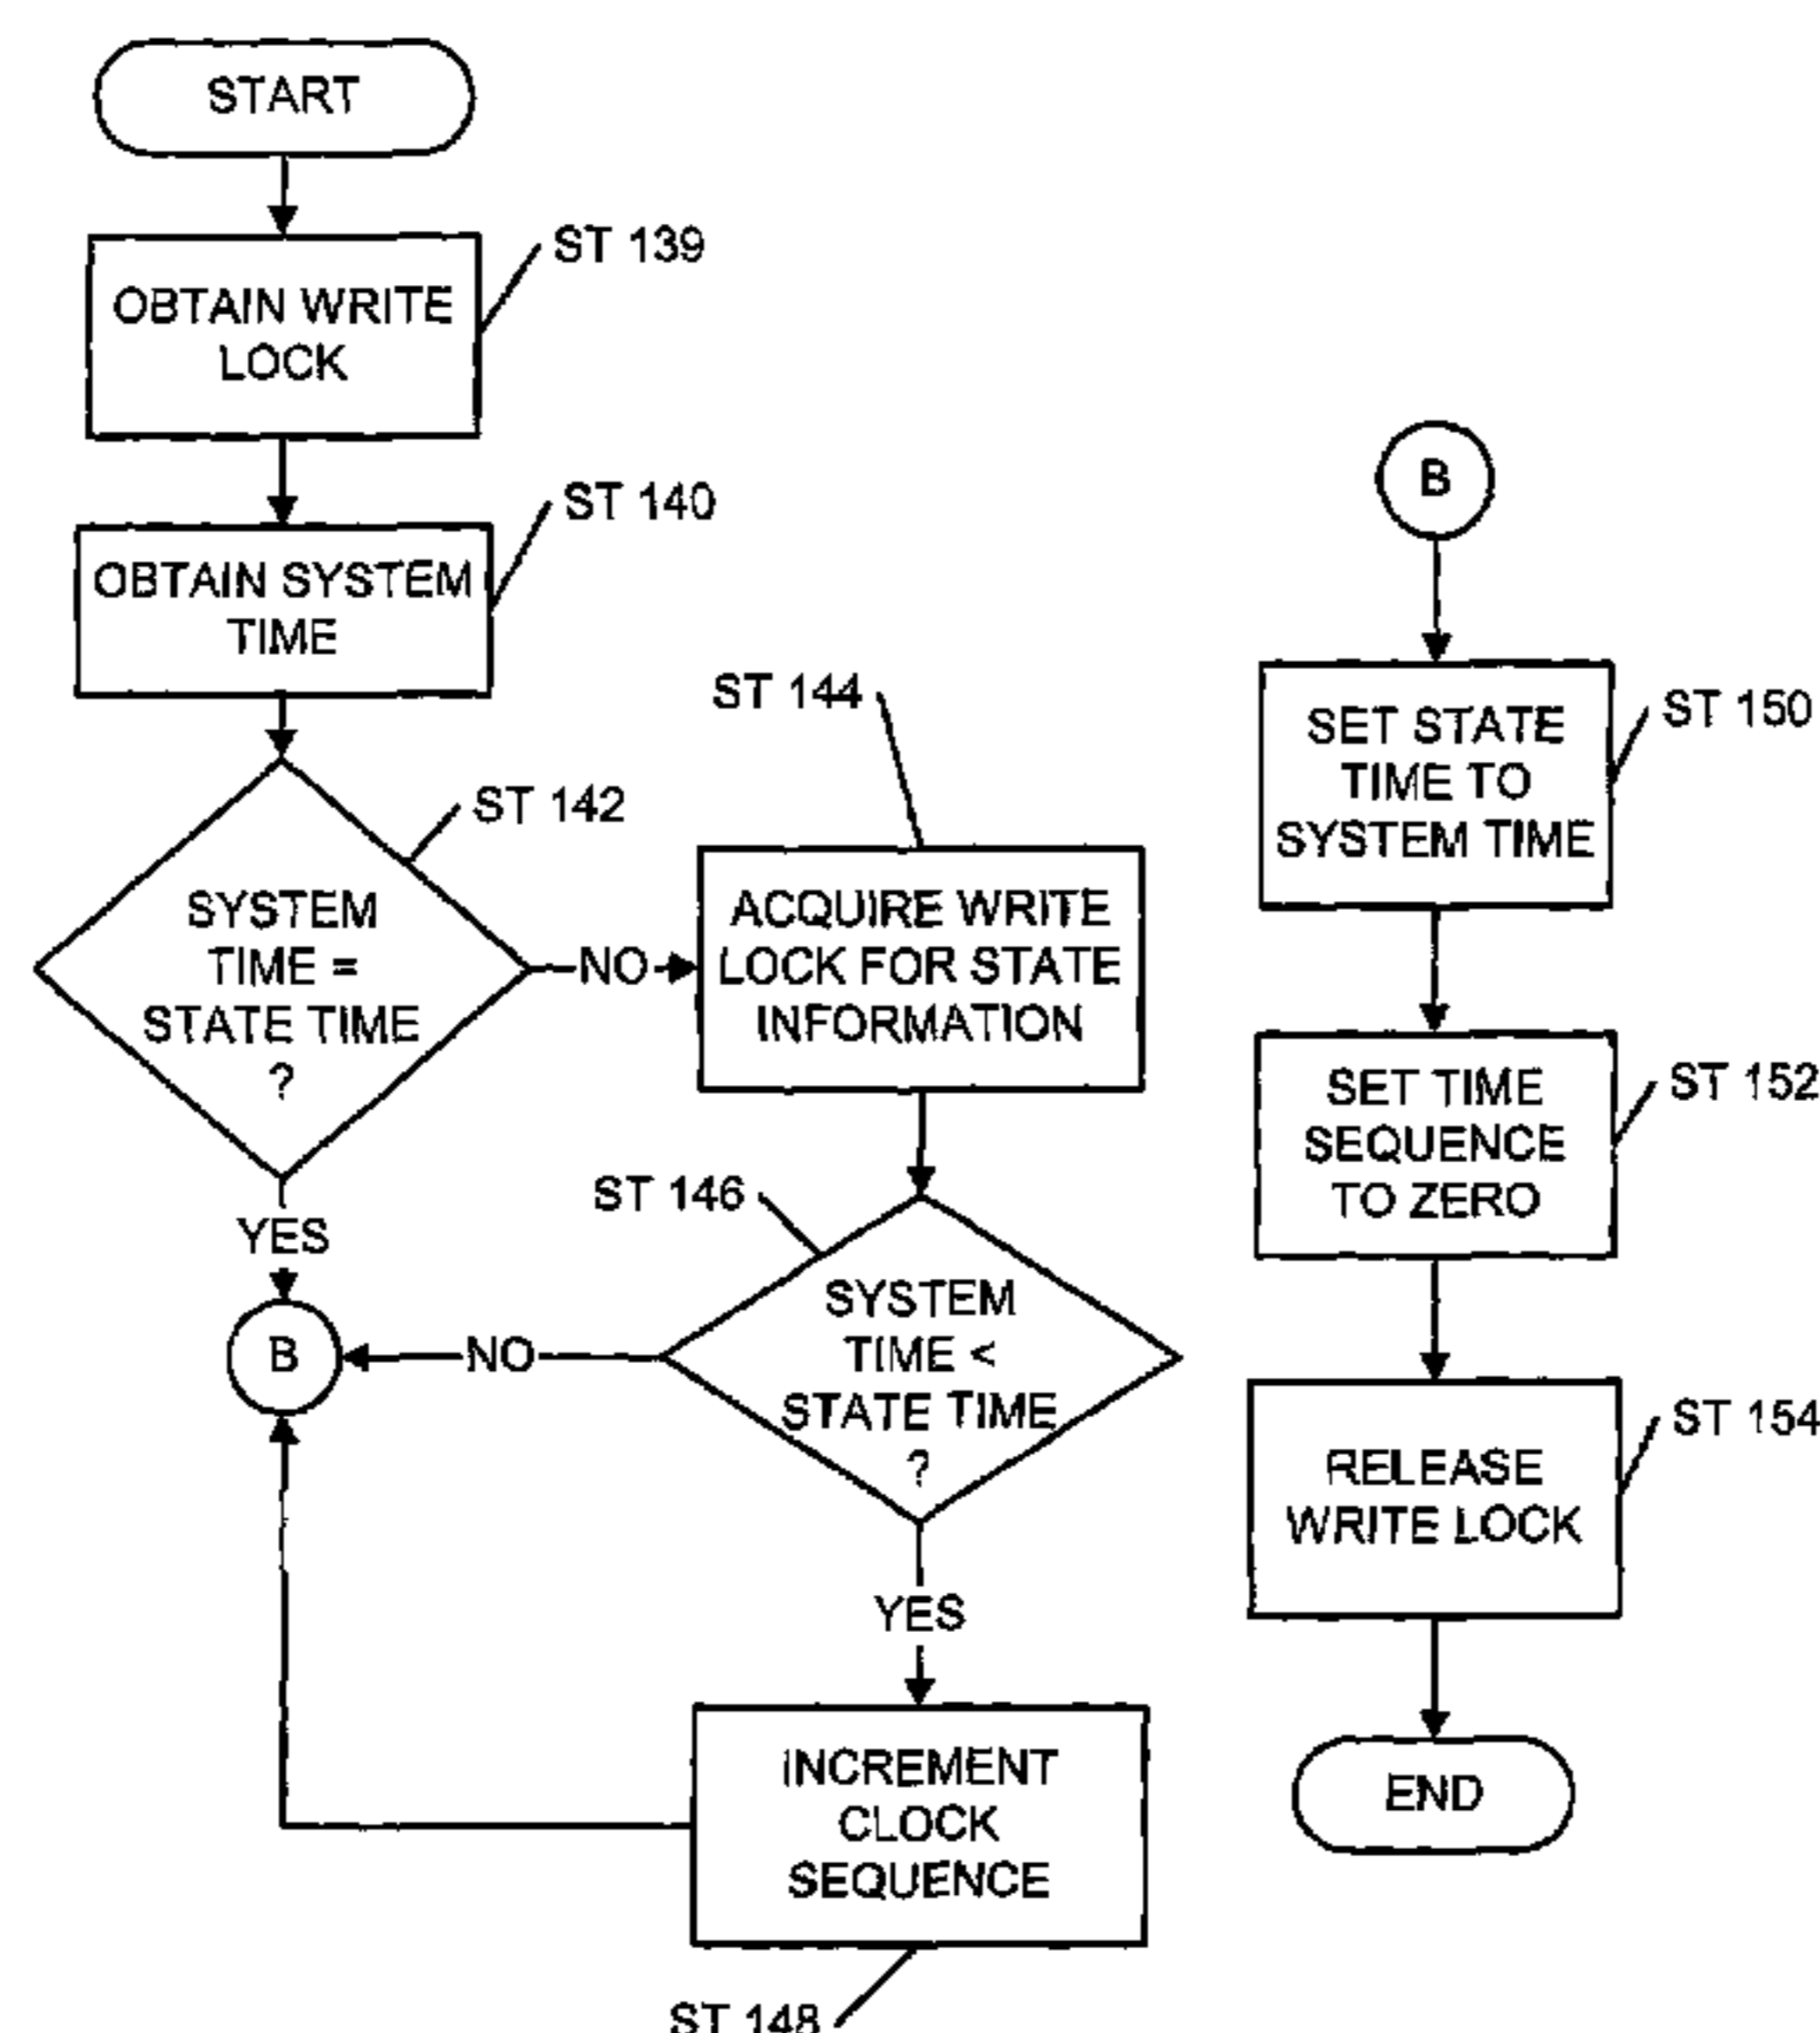 START
ST 139
OBTAIN WRITE
LOCK
ST 140
OBTAIN SYSTEM
TIME
ST 142
SYSTEM
TIME =
STATE TIME
?
NO
YES
ST 144
ACQUIRE WRITE
LOCK FOR STATE
INFORMATION
ST 146
SYSTEM
TIME <
STATE TIME
?
NO
B
YES
INCREMENT
CLOCK
SEQUENCE
ST 148
B
ST 150
SET STATE
TIME TO
SYSTEM TIME
ST 152
SET TIME
SEQUENCE
TO ZERO
ST 154
RELEASE
WRITE LOCK
END